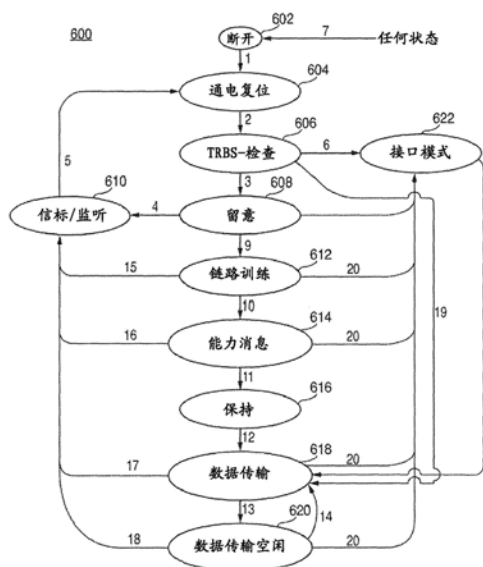 600
602
断开
7
任何状态
1
604
通电复位
2
606
622
TRBS-检查
6
接口模式
5
610
3
608
信标/监听
4
留意
9
612
15
链路训练
20
19
10
614
16
能力消息
20
11
616
保持
12
618
17
数据传输
20
13
620
14
18
数据传输空闲
20